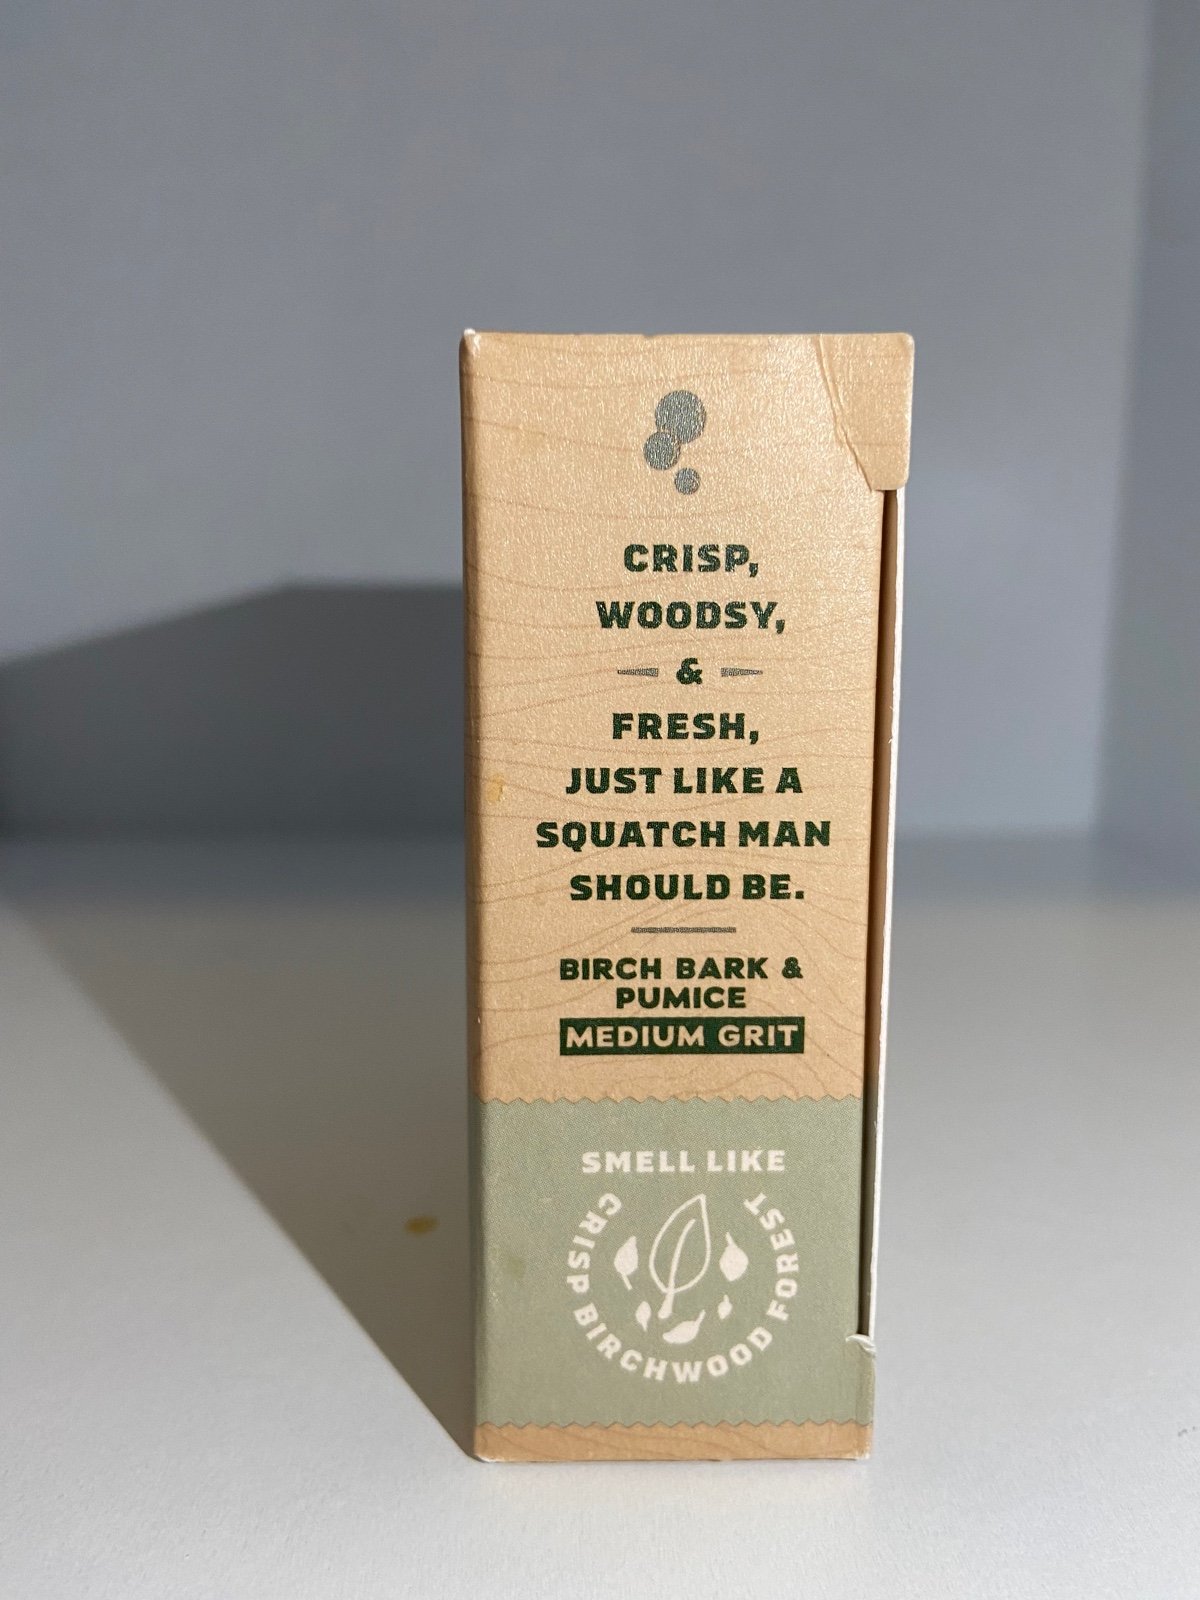 CRISP,
WOODSY,
&
FRESH,
JUST LIKE A
SQUATCH MAN
SHOULD BE.
BIRCH BARK &
PUMICE
MEDIUM GRIT
SMELL LIKE
CRISP BIRCHWOOD FOREST